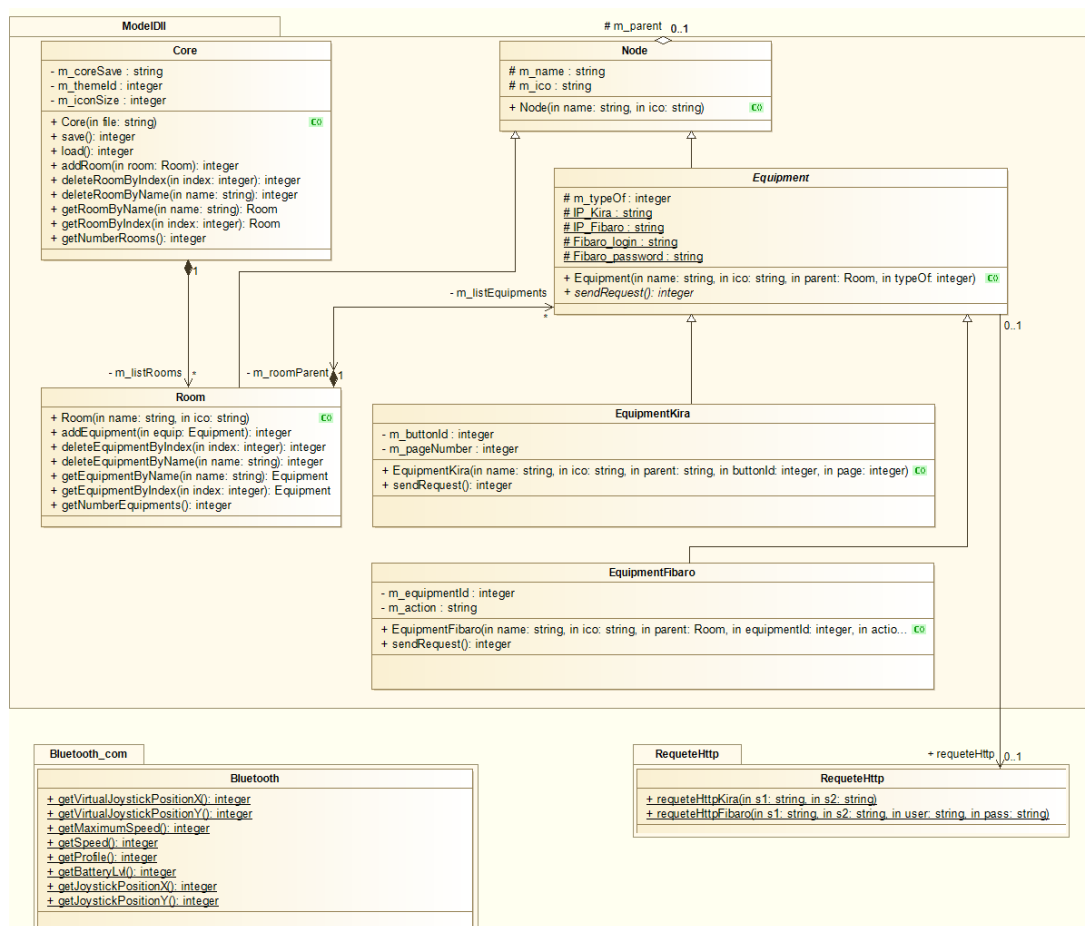 ModelDll
# m_parent
0..1
Core
- m_coreSave : string
- m_themeId : integer
- m_iconSize : integer
+ Core(in file: string)
+ save(): integer
+ load(): integer
+ addRoom(in room: Room): integer
+ deleteRoomByIndex(in index: integer): integer
+ deleteRoomByName(in name: string): integer
+ getRoomByName(in name: string): Room
+ getRoomByIndex(in index: integer): Room
+ getNumberRooms(): integer
Node
# m_name : string
# m_ico : string
+ Node(in name: string, in ico: string)
Equipment
# m_typeOf : integer
# IP_Kira : string
# IP_Fibaro : string
# Fibaro_login : string
# Fibaro_password : string
+ Equipment(in name: string, in ico: string, in parent: Room, in typeOf: integer)
+ sendRequest(): integer
1
- m_listEquipments
*
0..1
- m_listRooms
*
- m_roomParent
1
Room
+ Room(in name: string, in ico: string)
+ addEquipment(in equip: Equipment): integer
+ deleteEquipmentByIndex(in index: integer): integer
+ deleteEquipmentByName(in name: string): integer
+ getEquipmentByName(in name: string): Equipment
+ getEquipmentByIndex(in index: integer): Equipment
+ getNumberEquipments(): integer
EquipmentKira
- m_buttonId : integer
- m_pageNumber : integer
+ EquipmentKira(in name: string, in ico: string, in parent: string, in buttonId: integer, in page: integer)
+ sendRequest(): integer
EquipmentFibaro
- m_equipmentId : integer
- m_action : string
+ EquipmentFibaro(in name: string, in ico: string, in parent: Room, in equipmentId: integer, in actio...
+ sendRequest(): integer
Bluetooth_com
Bluetooth
+ getVirtualJoystickPositionX(): integer
+ getVirtualJoystickPositionY(): integer
+ getMaximumSpeed(): integer
+ getSpeed(): integer
+ getProfile(): integer
+ getBatteryLvl(): integer
+ getJoystickPositionX(): integer
+ getJoystickPositionY(): integer
RequeteHttp
+ requeteHttp
0..1
RequeteHttp
+ requeteHttpKira(in s1: string, in s2: string)
+ requeteHttpFibaro(in s1: string, in s2: string, in user: string, in pass: string)